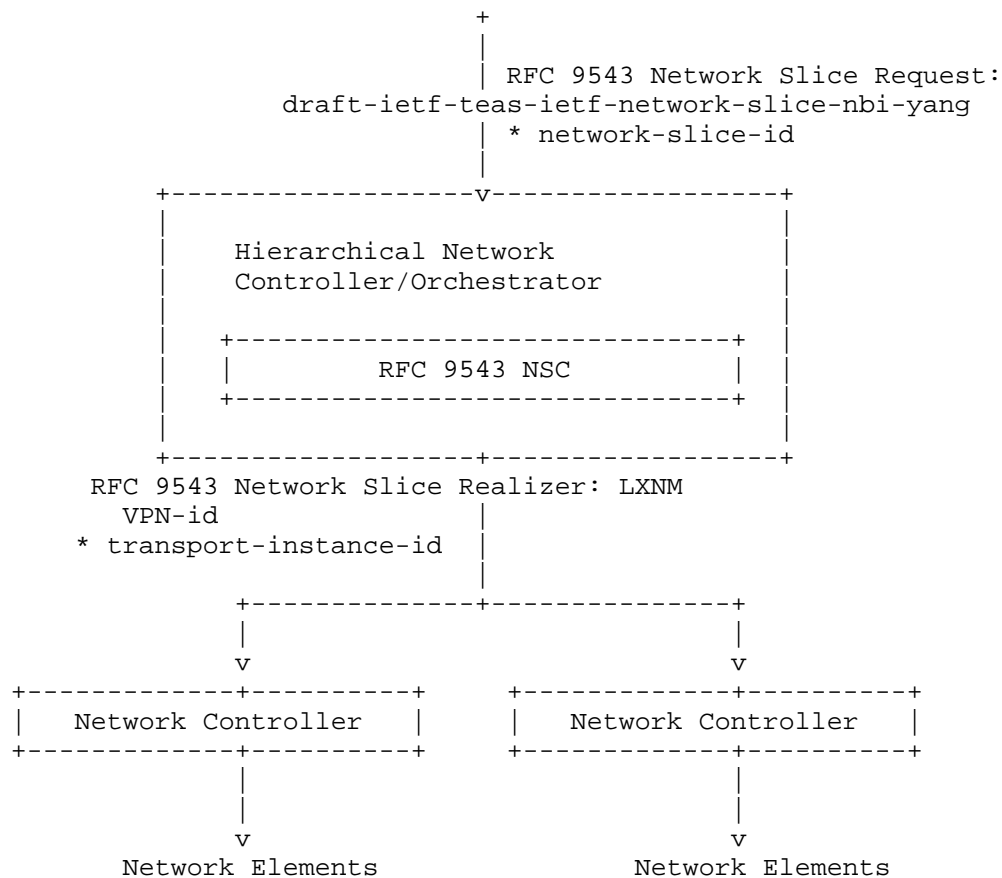 RFC 9543 Network Slice Request:
draft-ietf-teas-ietf-network-slice-nbi-yang
* network-slice-id
Hierarchical Network
Controller/Orchestrator
RFC 9543 NSC
RFC 9543 Network Slice Realizer: LXNM
VPN-id
* transport-instance-id
Network Controller Network Controller
Network Elements Network Elements